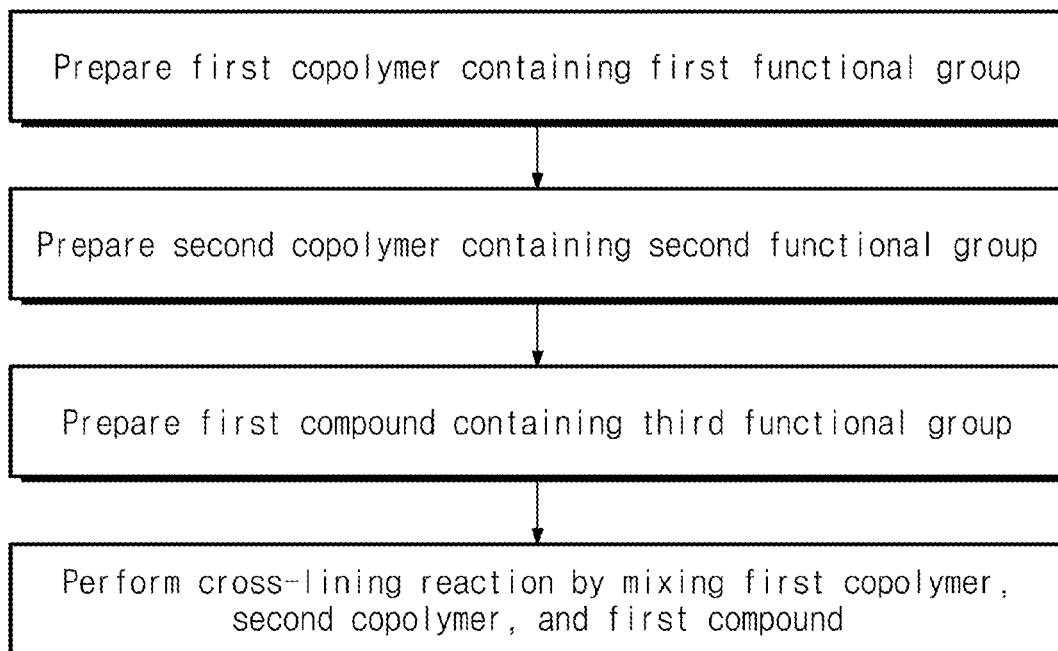 Prepare first copolymer containing first functional group
Prepare second copolymer containing second functional group
Prepare first compound containing third functional group
Perform cross-lining reaction by mixing first copolymer,
second copolymer, and first compound